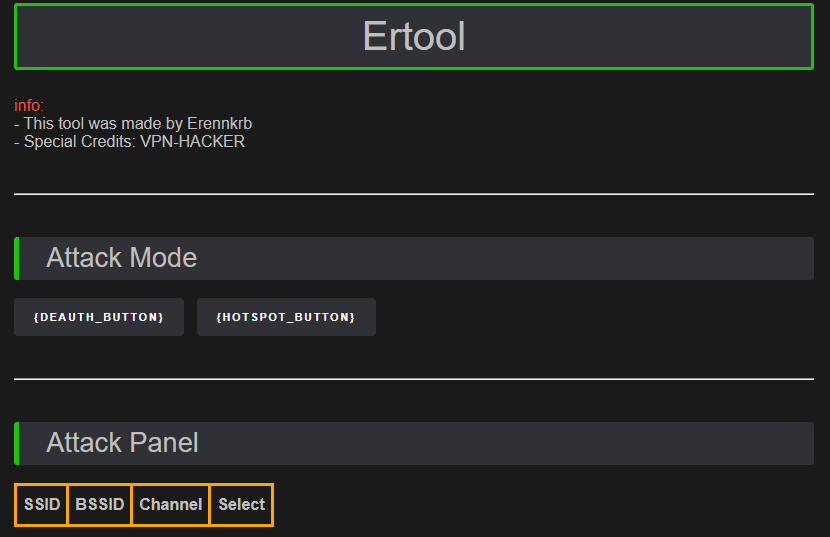 Ertool
info:
- This tool was made by Erennkrb
- Special Credits: VPN-HACKER
Attack Mode
{DEAUTH_BUTTON} {HOTSPOT_BUTTON}
Attack Panel
SSID BSSID Channel Select